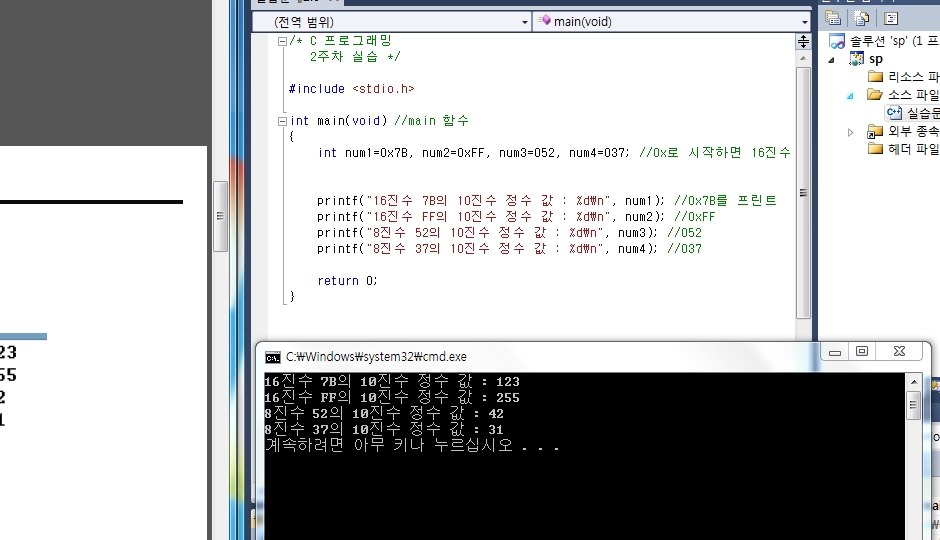 (전역 범위)
main(void)
/* C 프로그래밍
2주차 실습 */
#include <stdio.h>
int main(void) //main 함수
{
int num1=0x7B, num2=0xFF, num3=052, num4=037; //0x로 시작하면 16진수
printf("16진수 7B의 10진수 정수 값 : %d₩n", num1); //0x7B를 프린트
printf("16진수 FF의 10진수 정수 값 : %d₩n", num2); //0xFF
printf("8진수 52의 10진수 정수 값 : %d₩n", num3); //052
printf("8진수 37의 10진수 정수 값 : %d₩n", num4); //037
return 0;
}
솔루션 'sp' (1 프
sp
리소스 파
소스 파일
실습문
외부 종속
헤더 파일
23
55
2
1
C:₩Windows₩system32₩cmd.exe
16진수 7B의 10진수 정수 값 : 123
16진수 FF의 10진수 정수 값 : 255
8진수 52의 10진수 정수 값 : 42
8진수 37의 10진수 정수 값 : 31
계속하려면 아무 키나 누르십시오 . . .